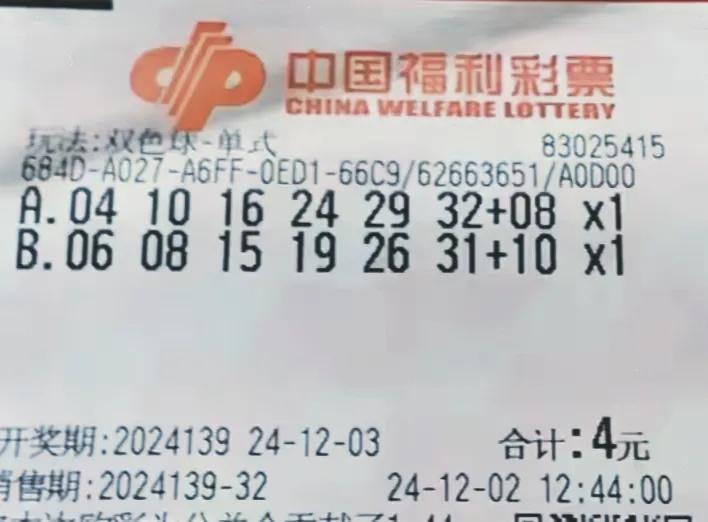 中国福利彩票
CHINA WELFARE LOTTERY
玩法:双色球-单式 83025415
684D-A027-A6FF-0ED1-66C9/62663651/A0D00
A.04 10 16 24 29 32+08 x1
B.06 08 15 19 26 31+10 x1
开奖期:2024139 24-12-03 合计:4元
销售期:2024139-32 24-12-02 12:44:00